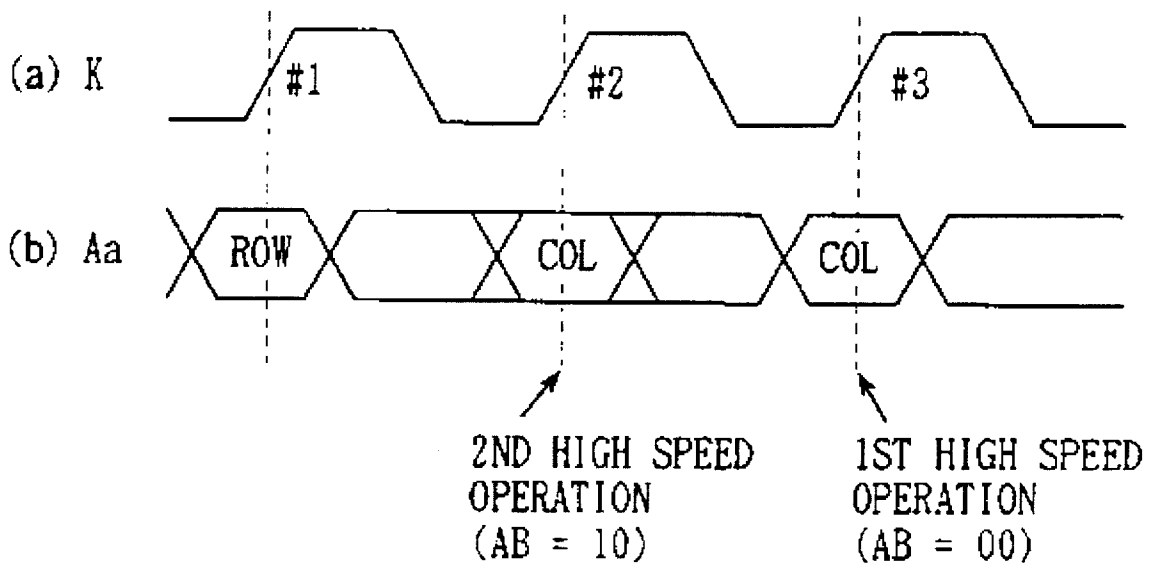 (a) K #1 #2 #3
(b) Aa ROW COL COL
2ND HIGH SPEED
OPERATION
(AB = 10)
1ST HIGH SPEED
OPERATION
(AB = 00)